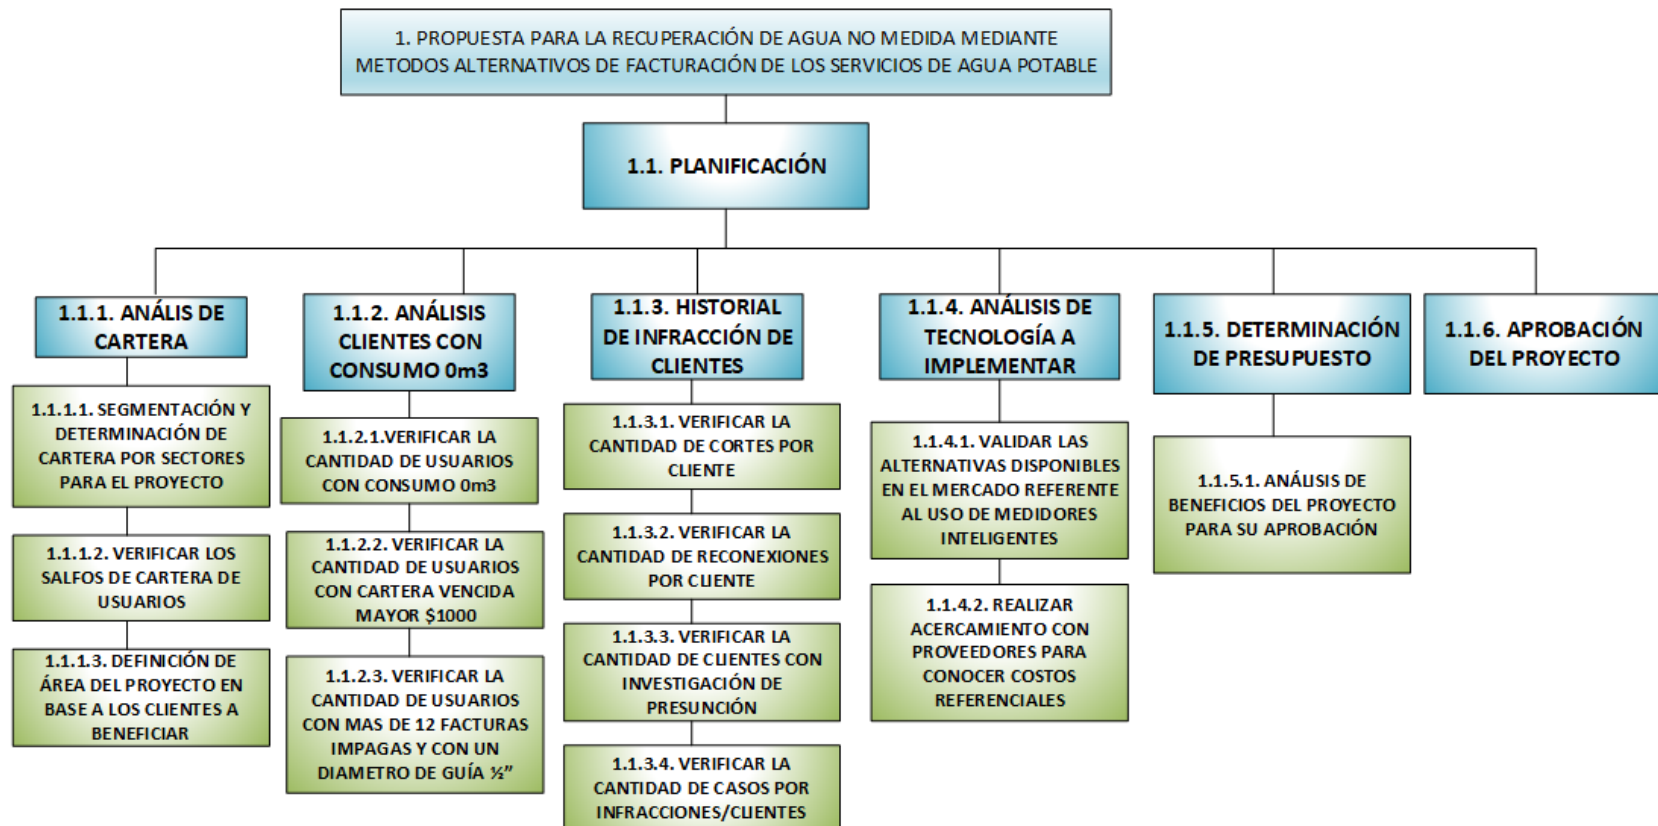 1. PROPUESTA PARA LA RECUPERACIÓN DE AGUA NO MEDIDA MEDIANTE
METODOS ALTERNATIVOS DE FACTURACIÓN DE LOS SERVICIOS DE AGUA POTABLE
1.1. PLANIFICACIÓN
1.1.1. ANÁLIS DE
CARTERA
1.1.1.1. SEGMENTACIÓN Y
DETERMINACIÓN DE
CARTERA POR SECTORES
PARA EL PROYECTO
1.1.1.2. VERIFICAR LOS
SALFOS DE CARTERA DE
USUARIOS
1.1.1.3. DEFINICIÓN DE
ÁREA DEL PROYECTO EN
BASE A LOS CLIENTES A
BENEFICIAR
1.1.2. ANÁLISIS
CLIENTES CON
CONSUMO 0m3
1.1.2.1.VERIFICAR LA
CANTIDAD DE USUARIOS
CON CONSUMO 0m3
1.1.2.2. VERIFICAR LA
CANTIDAD DE USUARIOS
CON CARTERA VENCIDA
MAYOR $1000
1.1.2.3. VERIFICAR LA
CANTIDAD DE USUARIOS
CON MAS DE 12 FACTURAS
IMPAGAS Y CON UN
DIAMETRO DE GUÍA ½”
1.1.3. HISTORIAL
DE INFRACCIÓN DE
CLIENTES
1.1.3.1. VERIFICAR LA
CANTIDAD DE CORTES POR
CLIENTE
1.1.3.2. VERIFICAR LA
CANTIDAD DE RECONEXIONES
POR CLIENTE
1.1.3.3. VERIFICAR LA
CANTIDAD DE CLIENTES CON
INVESTIGACIÓN DE
PRESUNCIÓN
1.1.3.4. VERIFICAR LA
CANTIDAD DE CASOS POR
INFRACCIONES/CLIENTES
1.1.4. ANÁLISIS DE
TECNOLOGÍA A
IMPLEMENTAR
1.1.4.1. VALIDAR LAS
ALTERNATIVAS DISPONIBLES
EN EL MERCADO REFERENTE
AL USO DE MEDIDORES
INTELIGENTES
1.1.4.2. REALIZAR
ACERCAMIENTO CON
PROVEEDORES PARA
CONOCER COSTOS
REFERENCIALES
1.1.5. DETERMINACIÓN
DE PRESUPUESTO
1.1.5.1. ANÁLISIS DE
BENEFICIOS DEL PROYECTO
PARA SU APROBACIÓN
1.1.6. APROBACIÓN
DEL PROYECTO